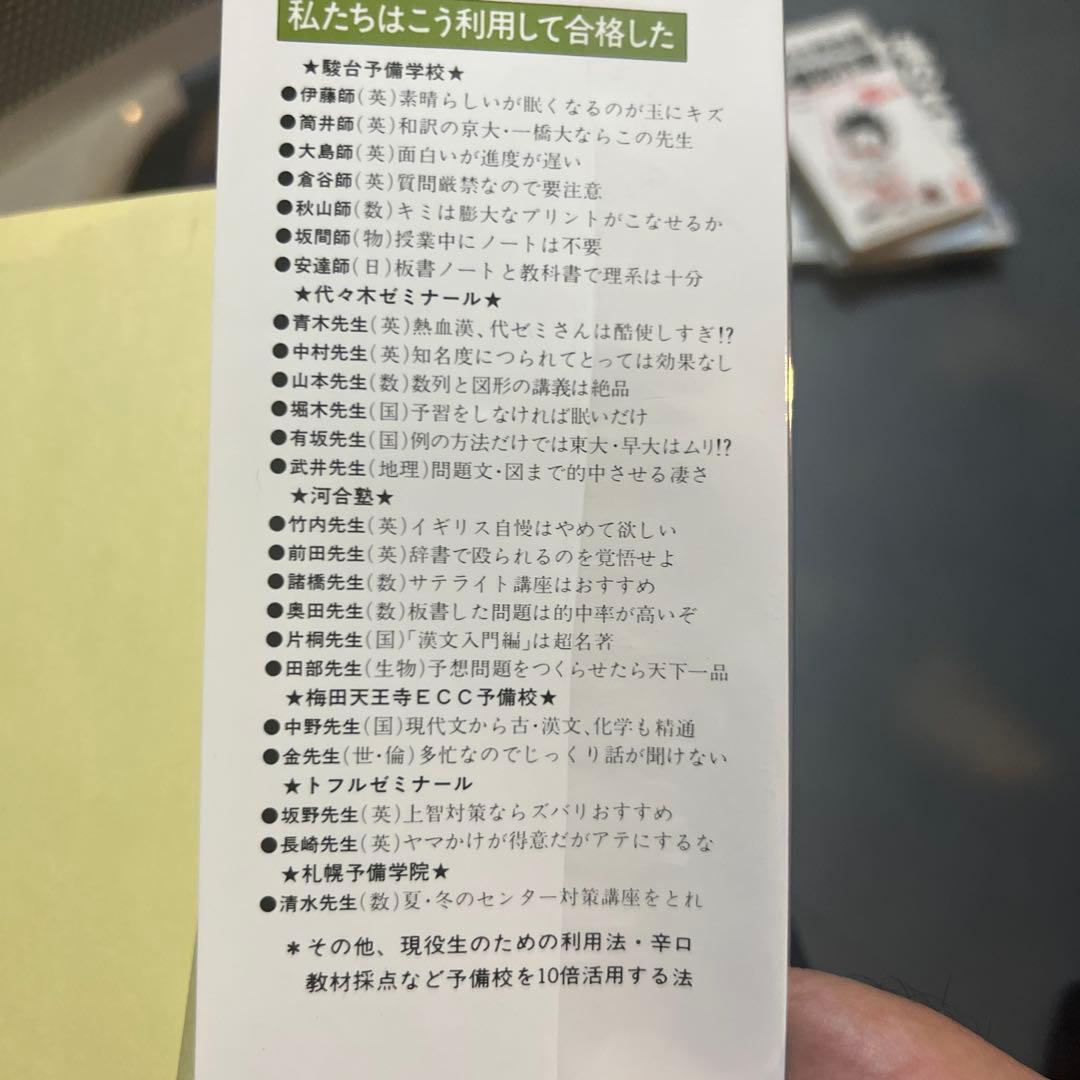 私たちはこう利用して合格した
★駿台予備学校★
●伊藤師(英)素晴らしいが眠くなるのが玉にキズ
●筒井師(英)和訳の京大・一橋大ならこの先生
●大島師(英)面白いが進度が遅い
●倉谷師(英)質問厳禁なので要注意
●秋山師(数)キミは膨大なプリントがこなせるか
●坂間師(物)授業中にノートは不要
●安達師(日)板書ノートと教科書で理系は十分
★代々木ゼミナール★
●青木先生(英)熱血漢、代ゼミさんは酷使しすぎ!?
●中村先生(英)知名度につられてとっては効果なし
●山本先生(数)数列と図形の講義は絶品
●堀木先生(国)予習をしなければ眠いだけ
●有坂先生(国)例の方法だけでは東大・早大はムリ!?
●武井先生(地理)問題文・図まで的中させる凄さ
★河合塾★
●竹内先生(英)イギリス自慢はやめて欲しい
●前田先生(英)辞書で殴られるのを覚悟せよ
●諸橋先生(数)サテライト講座はおすすめ
●奥田先生(数)板書した問題は的中率が高いぞ
●片桐先生(国)「漢文入門編」は超名著
●田部先生(生物)予想問題をつくらせたら天下一品
★梅田天王寺ECC予備校★
●中野先生(国)現代文から古・漢文、化学も精通
●金先生(世・倫)多忙なのでじっくり話が聞けない
★トフルゼミナール
●坂野先生(英)上智対策ならズバリおすすめ
●長崎先生(英)ヤマかけが得意だがアテにするな
★札幌予備学院★
●清水先生(数)夏・冬のセンター対策講座をとれ
＊その他、現役生のための利用法・辛口
教材採点など予備校を10倍活用する法